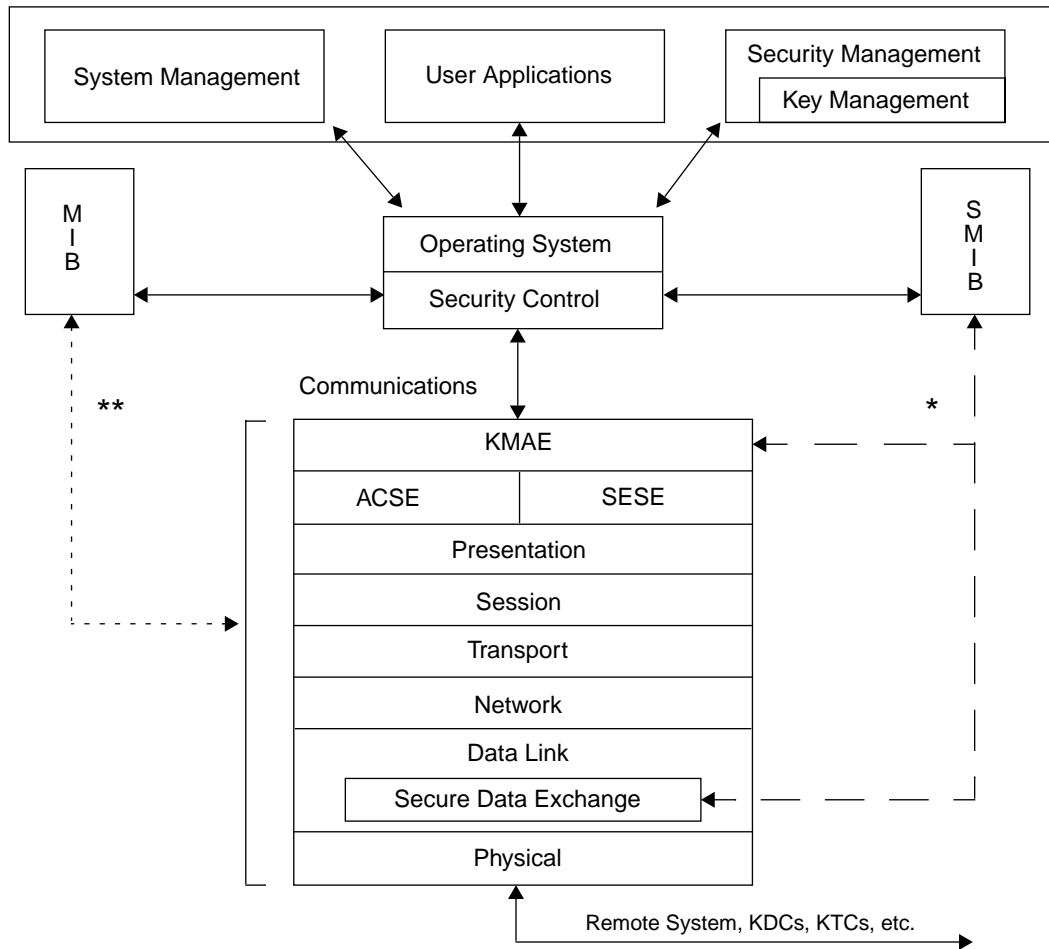 System Management
User Applications
Security Management
Key Management
M
I
B
S
M
I
B
Operating System
Security Control
Communications
**
*
KMAE
ACSE
SESE
Presentation
Session
Transport
Network
Data Link
Secure Data Exchange
Physical
Remote System, KDCs, KTCs, etc.